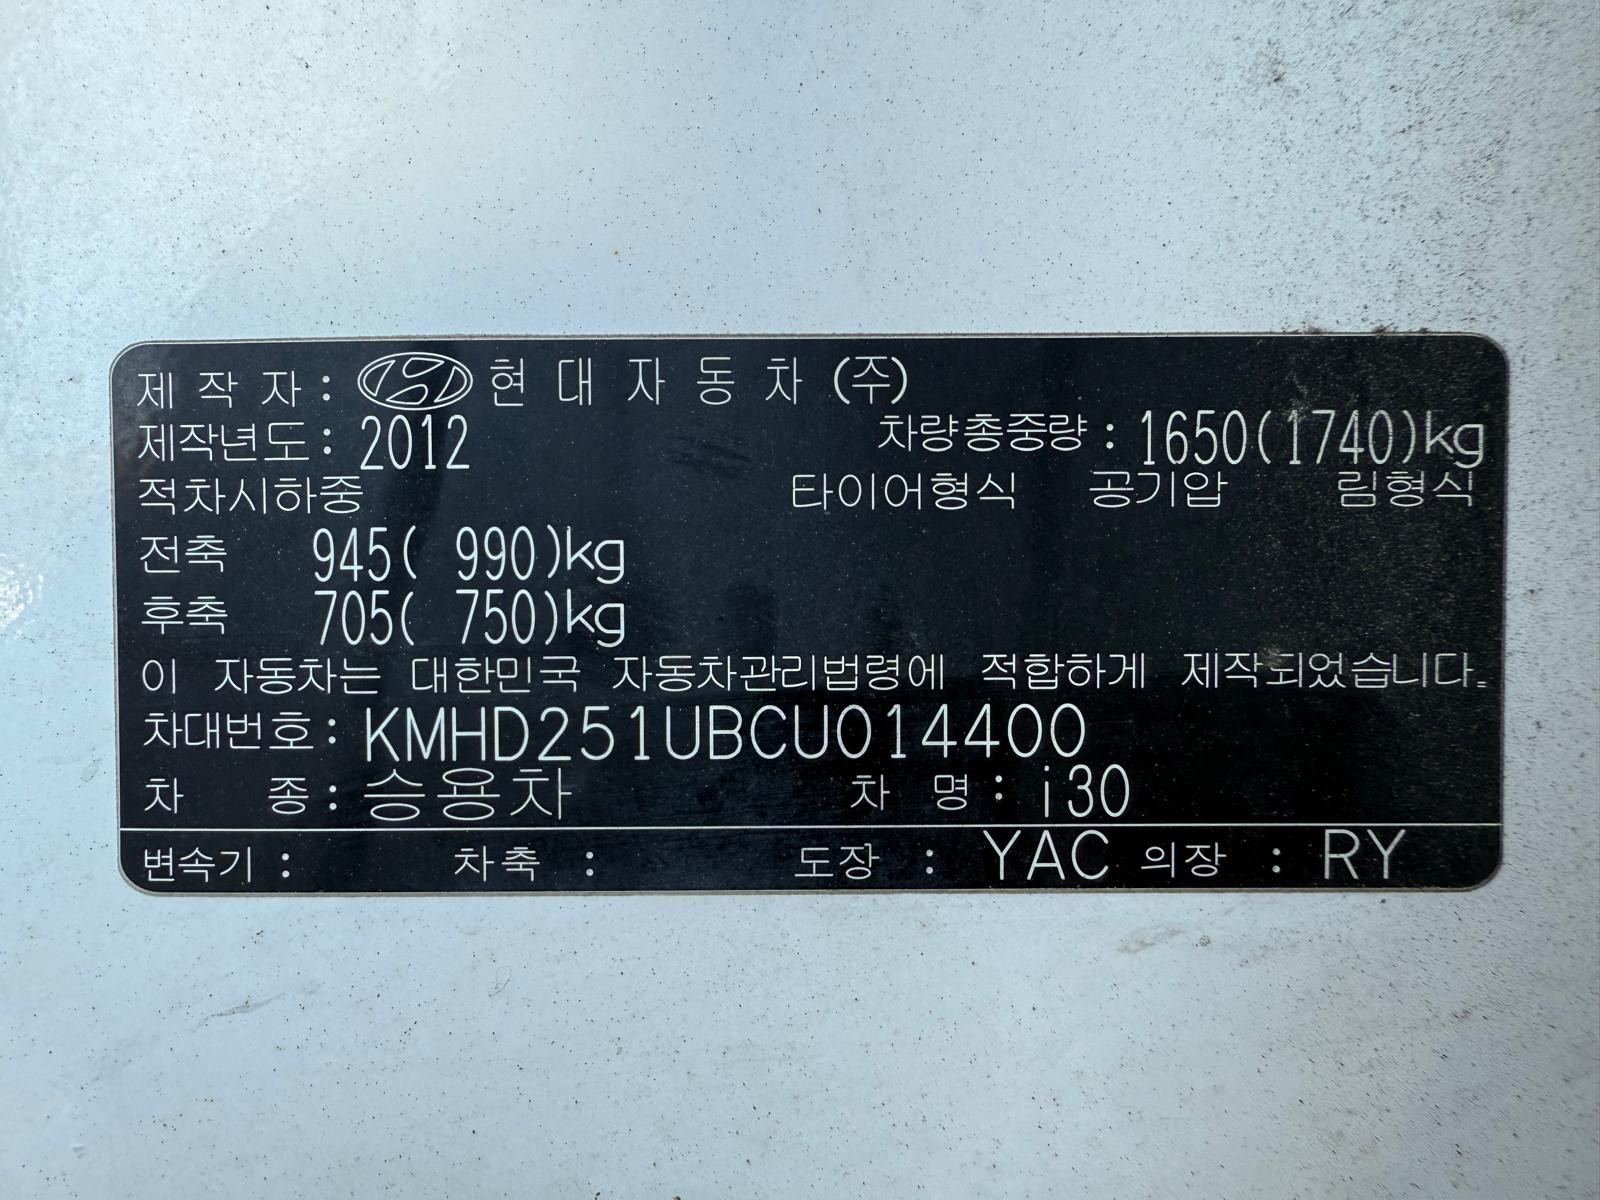 제 작 자 : 현 대 자 동 차 (주)
제작년도 : 2012 차량총중량 : 1650(1740)kg
적차시하중 타이어형식 공기압 림형식
전축 945( 990)kg
후축 705( 750)kg
이 자동차는 대한민국 자동차관리법령에 적합하게 제작되었습니다.
차대번호 : KMHD251UBCU014400
차 종 : 승용차 차 명 : i30
변속기 : 차축 : 도장 : YAC 의장 : RY